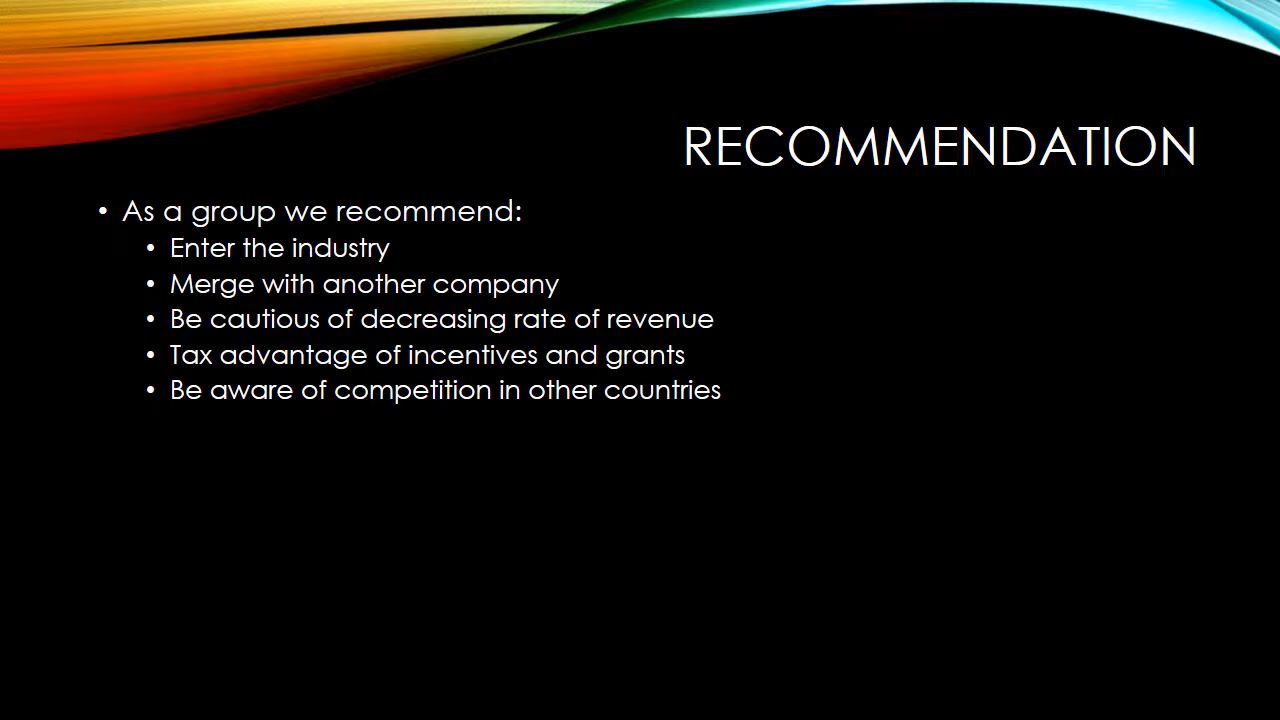 RECOMMENDATION
• As a group we recommend:
• Enter the industry
• Merge with another company
• Be cautious of decreasing rate of revenue
• Tax advantage of incentives and grants
• Be aware of competition in other countries